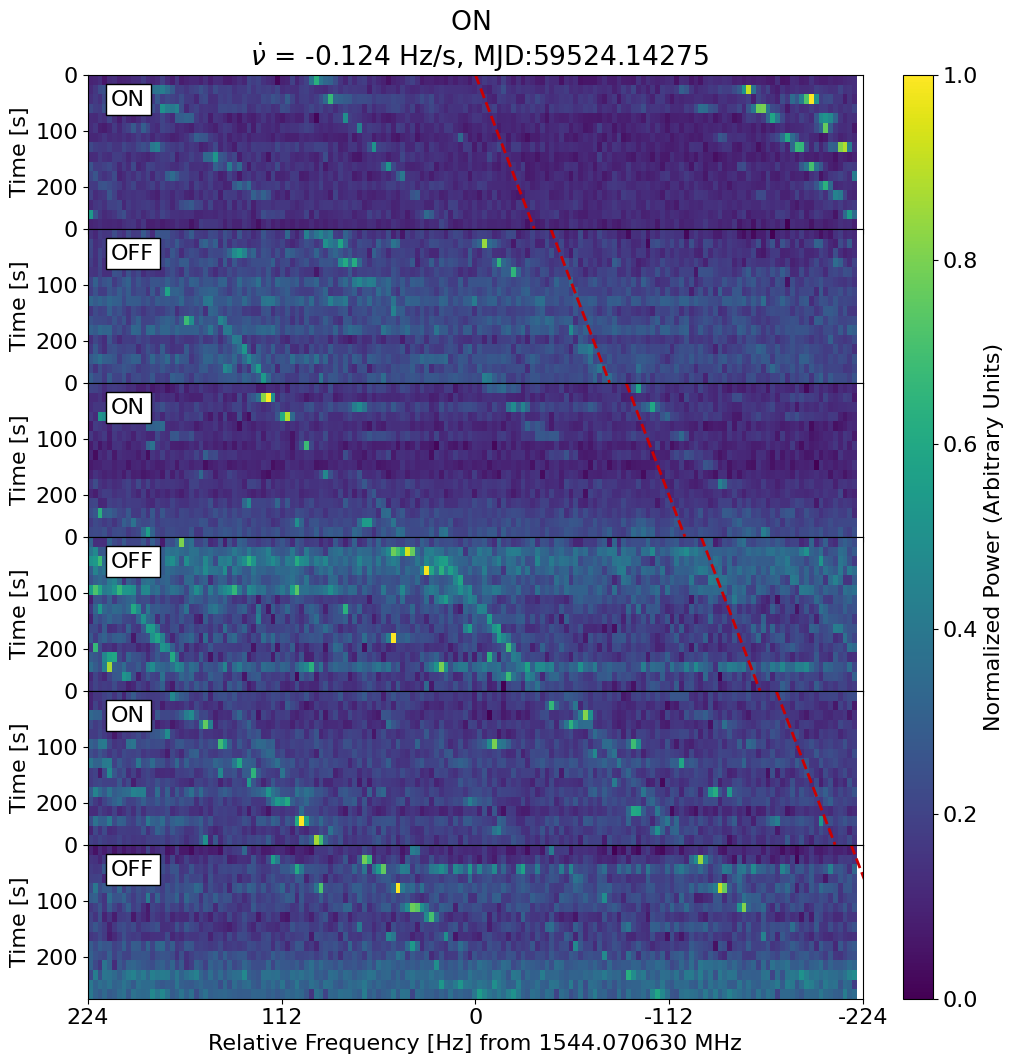 ON
ν̇ = -0.124 Hz/s, MJD:59524.14275
0
100
200
Time [s]
ON
0
100
200
Time [s]
OFF
0
100
200
Time [s]
ON
0
100
200
Time [s]
OFF
0
100
200
Time [s]
ON
0
100
200
Time [s]
OFF
224 112 0 -112 -224
Relative Frequency [Hz] from 1544.070630 MHz
1.0
0.8
0.6
0.4
0.2
0.0
Normalized Power (Arbitrary Units)